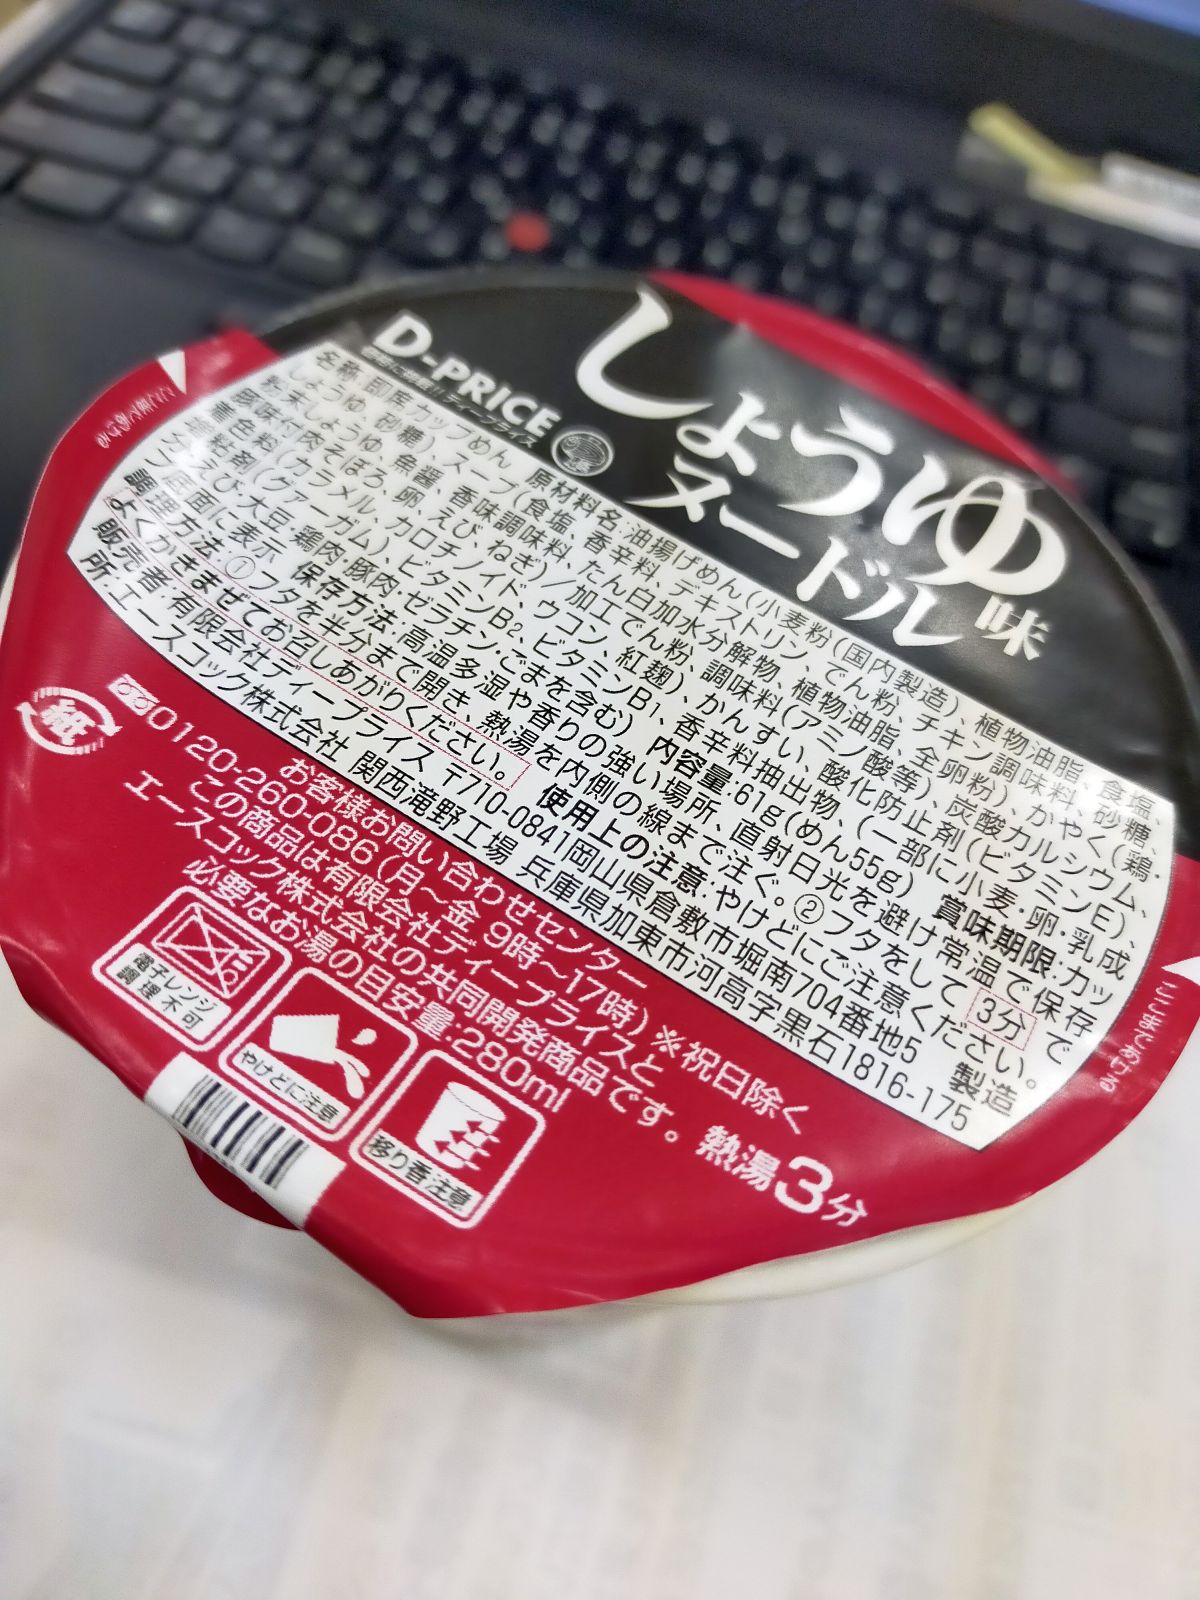 D-PRICE
ディープライス
しょうゆ味
ヌードル
名称:即席カップめん 原材料名:油揚げめん(小麦粉(国内製造)、植物油脂、食塩、
しょうゆ、砂糖)、スープ(食塩、香辛料、デキストリン、でん粉、チキン調味料、砂糖、
粉末しょうゆ、魚醤、香味調味料、たん白加水分解物、植物油脂、全卵粉)、かやく(鶏・
豚味付肉そぼろ、卵、えび、ねぎ)/加工でん粉、調味料(アミノ酸等)、炭酸カルシウム、
着色料(カラメル、カロチノイド、ウコン、紅麹)、かんすい、酸化防止剤(ビタミンE)、
増粘剤(グァーガム)、ビタミンB2、ビタミンB1、香辛料抽出物、(一部に小麦・卵・乳成
分・えび・大豆・鶏肉・豚肉・ゼラチン・ごまを含む) 内容量:61g(めん55g) 賞味期限:カッ
プ底面に表示 保存方法:高温多湿や香りの強い場所、直射日光を避け常温で保存
調理方法:①フタを半分まで開き、熱湯を内側の線まで注ぐ。②フタをして3分で
よくかきまぜてお召しあがりください。 使用上の注意:やけどにご注意ください。
販売者:有限会社ディープライス 〒710-0841岡山県倉敷市堀南704番地5 製造
所:エースコック株式会社 関西滝野工場 兵庫県加東市河高字黒石1816-175
お客様お問い合わせセンター
0120-260-086(月〜金 9時〜17時)※祝日除く
この商品は有限会社ディープライスと
エースコック株式会社の共同開発商品です。
必要なお湯の目安量:280ml
熱湯3分
紙
電子レンジ
調理不可
やけどに注意
移り香注意
ここまであける
ここまであける